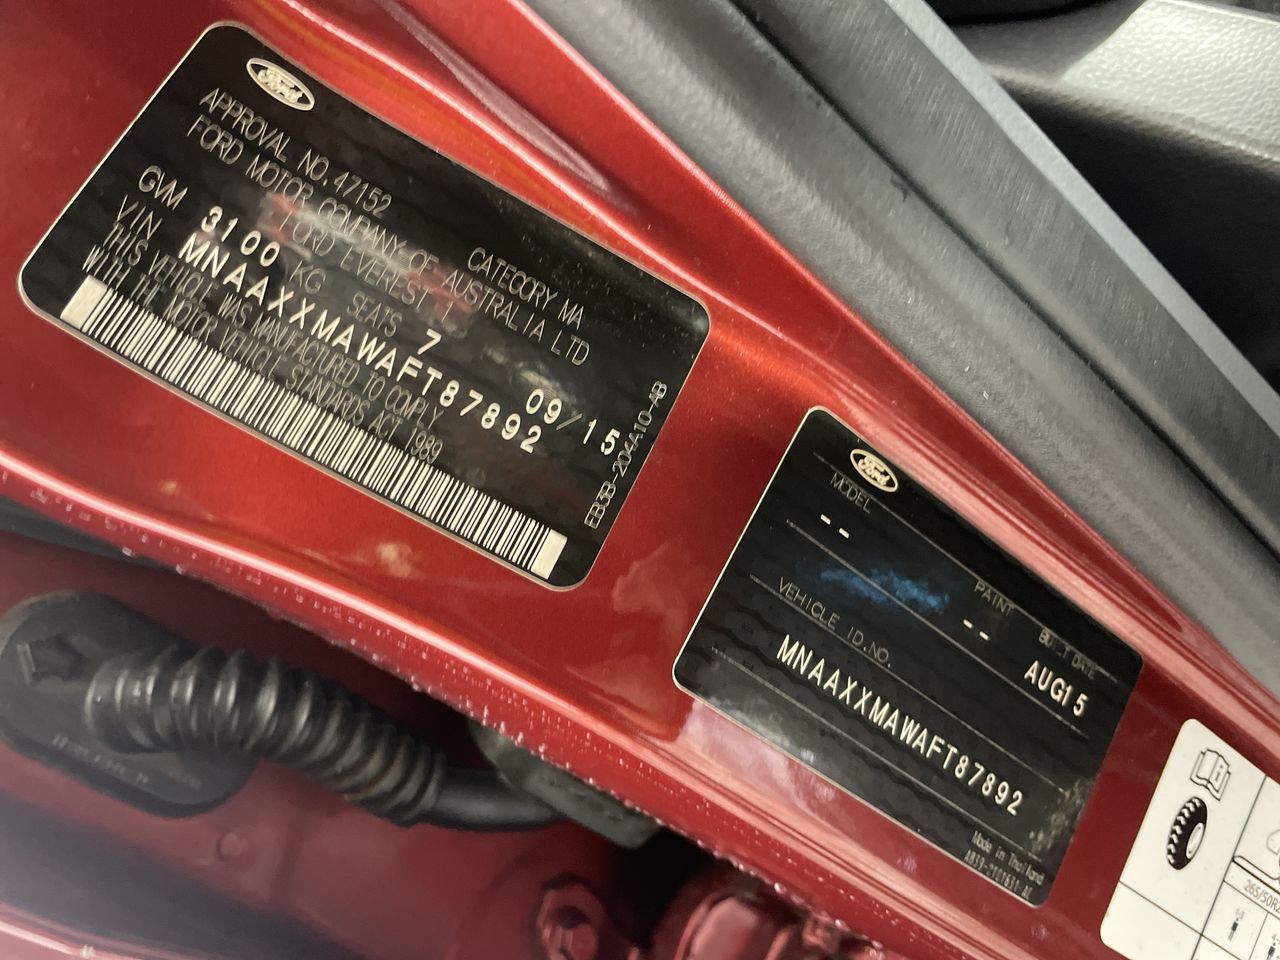 Ford
APPROVAL NO. 47152 CATEGORY MA
FORD MOTOR COMPANY OF AUSTRALIA LTD
FORD EVEREST 09/15
GVM 3100 KG SEATS 7
VIN MNAAXXMAWAFT87892
THIS VEHICLE WAS MANUFACTURED TO COMPLY
WITH THE MOTOR VEHICLE STANDARDS ACT 1989
EB3B-204A10-AB
Ford
MODEL PAINT BUILT DATE
-- -- AUG15
VEHICLE ID.NO.
MNAAXXMAWAFT87892
Made in Thailand